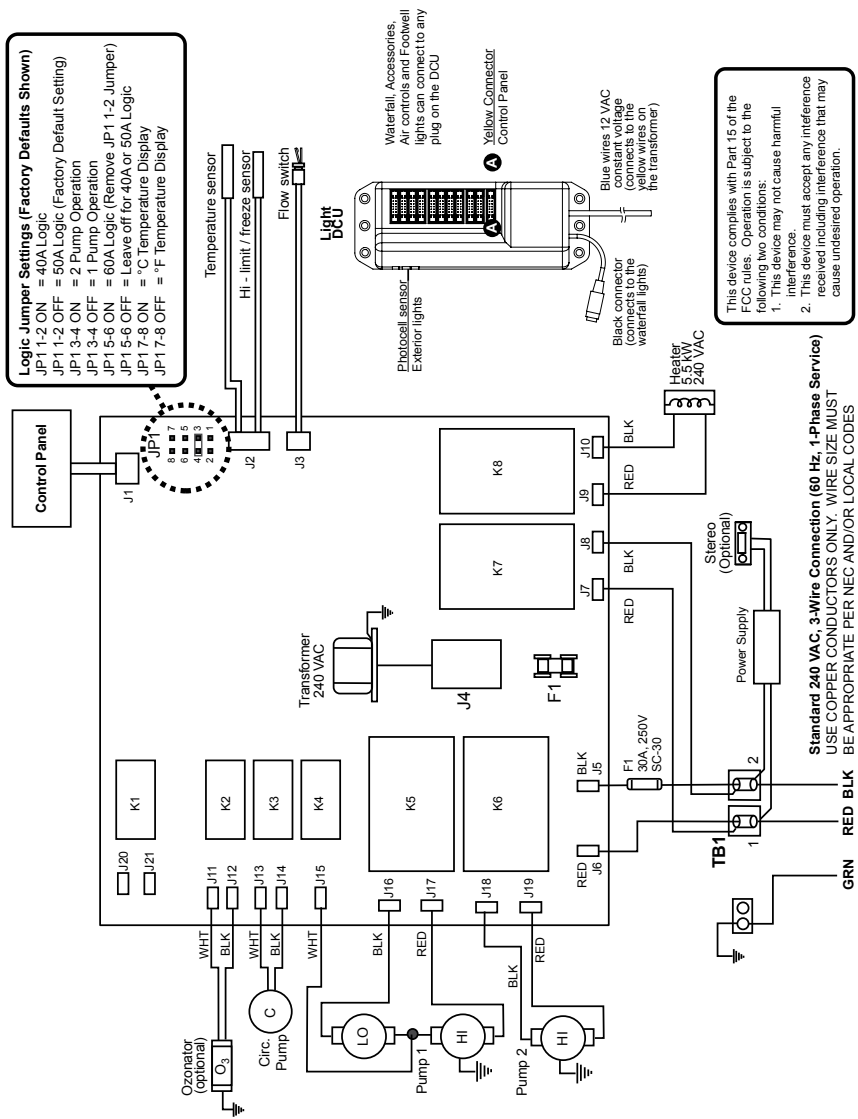 Control Panel
J1
JP1
8 7
6 5
4 3
2 1
Logic Jumper Settings (Factory Defaults Shown)
JP1 1-2 ON = 40A Logic
JP1 1-2 OFF = 50A Logic (Factory Default Setting)
JP1 3-4 ON = 2 Pump Operation
JP1 3-4 OFF = 1 Pump Operation
JP1 5-6 ON = 60A Logic (Remove JP1 1-2 Jumper)
JP1 5-6 OFF = Leave off for 40A or 50A Logic
JP1 7-8 ON = °C Temperature Display
JP1 7-8 OFF = °F Temperature Display
J2
J3
Temperature sensor
Hi - limit / freeze sensor
Flow switch
Light
DCU
Photocell sensor
Exterior lights
Waterfall, Accessories,
Air controls and Footwell
lights can connect to any
plug on the DCU
A
A
Yellow Connector
Control Panel
Black connector
(connects to the
waterfall lights)
Blue wires 12 VAC
constant voltage
(connects to the
yellow wires on
the transformer)
Ozonator
(optional)
O3
WHT
BLK
J11
J12
J20
J21
K1
K2
K3
K4
Circ.
Pump
C
WHT
BLK
J13
J14
WHT
J15
Pump 1
LO
HI
BLK
RED
J16
J17
K5
Pump 2
HI
BLK
RED
J18
J19
K6
Transformer
240 VAC
J4
F1
K7
K8
RED
J6
BLK
J5
F1
30A, 250V
SC-30
RED
J7
BLK
J8
RED
J9
BLK
J10
Heater
5.5 kW
240 VAC
TB1
1
2
Power Supply
Stereo
(Optional)
GRN
RED
BLK
Standard 240 VAC, 3-Wire Connection (60 Hz, 1-Phase Service)
USE COPPER CONDUCTORS ONLY. WIRE SIZE MUST
BE APPROPRIATE PER NEC AND/OR LOCAL CODES
This device complies with Part 15 of the
FCC rules. Operation is subject to the
following two conditions:
1. This device may not cause harmful
interference.
2. This device must accept any interference
received including interference that may
cause undesired operation.